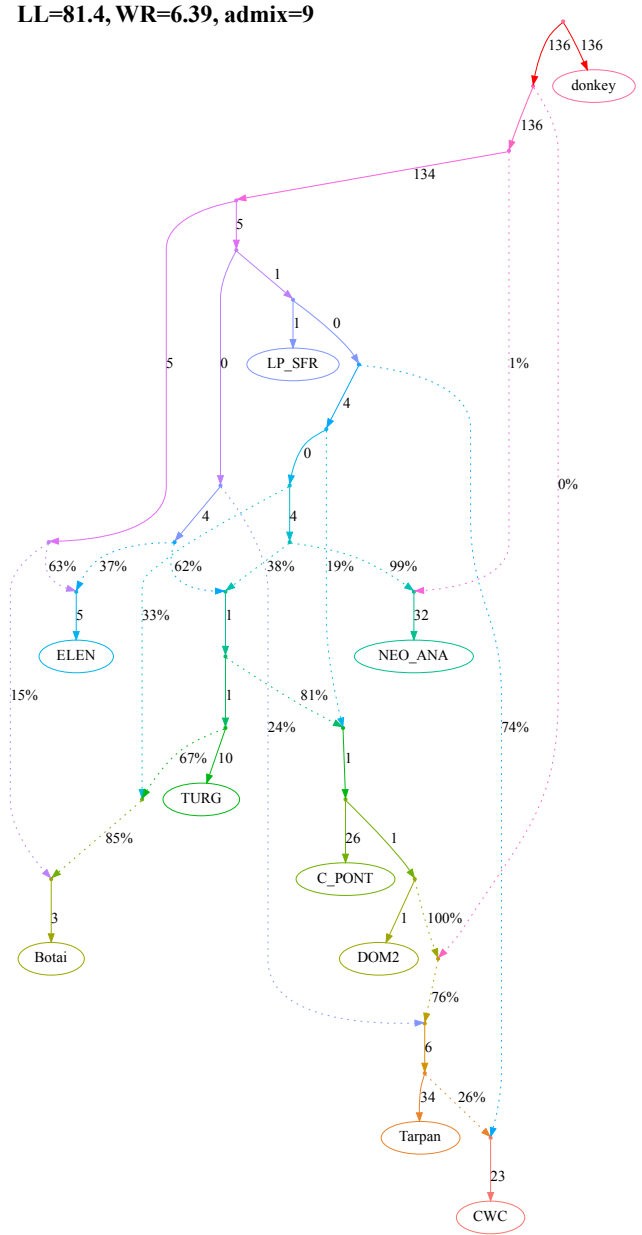 LL=81.4, WR=6.39, admix=9
136 136
donkey
136
134
5
1
1 0
LP_SFR
5 0 1%
4
0
0%
4 4
63% 37% 62% 38% 19% 99%
33%
5 1 32
ELEN NEO_ANA
15% 1 81% 24% 74%
67% 10 1
TURG
85% 26 1
C_PONT
3 1 100%
Botai DOM2
76%
6
34 26%
Tarpan
23
CWC